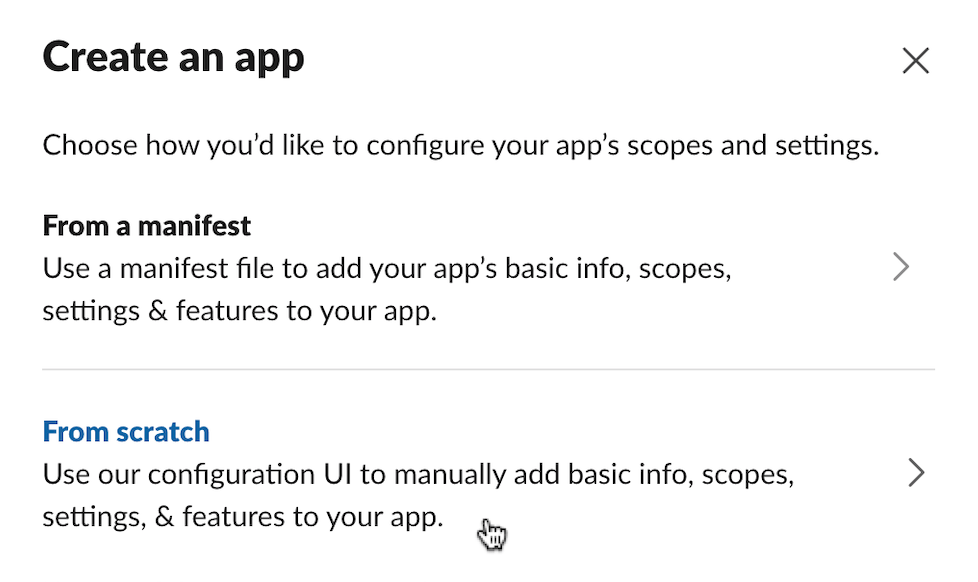 Create an app
Choose how you’d like to configure your app’s scopes and settings.
From a manifest
Use a manifest file to add your app’s basic info, scopes,
settings & features to your app.
From scratch
Use our configuration UI to manually add basic info, scopes,
settings, & features to your app.